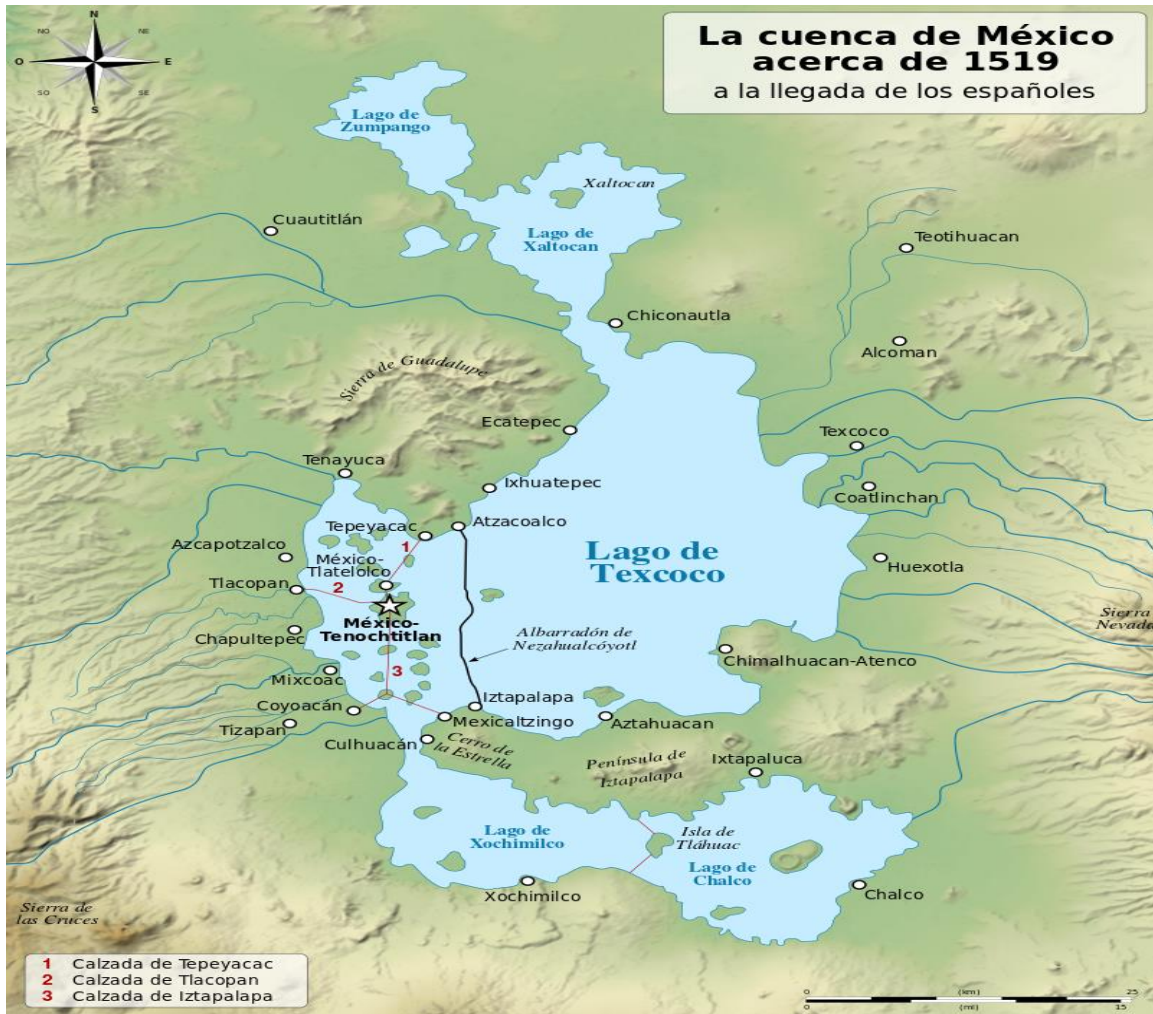 La cuenca de México
acerca de 1519
a la llegada de los españoles
N
NO
NE
O
E
SO
SE
S
Lago de
Zumpango
Xaltocan
Lago de
Xaltocan
Cuautitlán
Teotihuacan
Chiconautla
Alcoman
Sierra de Guadalupe
Ecatepec
Texcoco
Tenayuca
Ixhuatepec
Coatlinchan
Tepeyacac
Atzacoalco
1
Azcapotzalco
México-
Tlatelolco
Lago de
Texcoco
Huexotla
Tlacopan
2
México-
Tenochtitlan
Sierra
Nevada
Chapultepec
Albarradón de
Nezahualcóyotl
Chimalhuacan-Atenco
3
Mixcoac
Iztapalapa
Coyoacán
Mexicaltzingo
Aztahuacan
Tizapan
Culhuacán
Cerro de
la Estrella
Península de
Iztapalapa
Ixtapaluca
Lago de
Xochimilco
Isla de
Tláhuac
Lago de
Chalco
Xochimilco
Chalco
Sierra de
las Cruces
1 Calzada de Tepeyacac
2 Calzada de Tlacopan
3 Calzada de Iztapalapa
0 (km) 25
0 (mi) 15